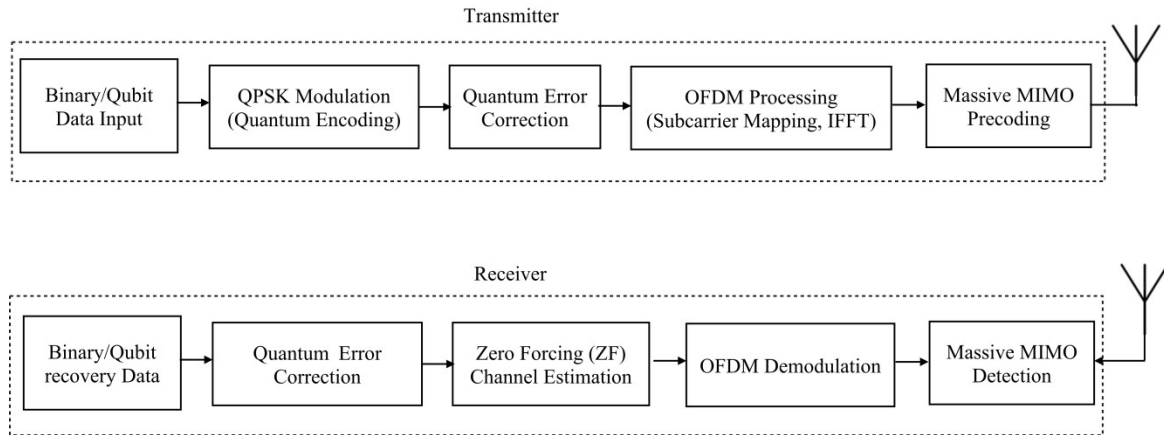 Transmitter
Binary/Qubit
Data Input
QPSK Modulation
(Quantum Encoding)
Quantum Error
Correction
OFDM Processing
(Subcarrier Mapping, IFFT)
Massive MIMO
Precoding
Receiver
Binary/Qubit
recovery Data
Quantum Error
Correction
Zero Forcing (ZF)
Channel Estimation
OFDM Demodulation
Massive MIMO
Detection